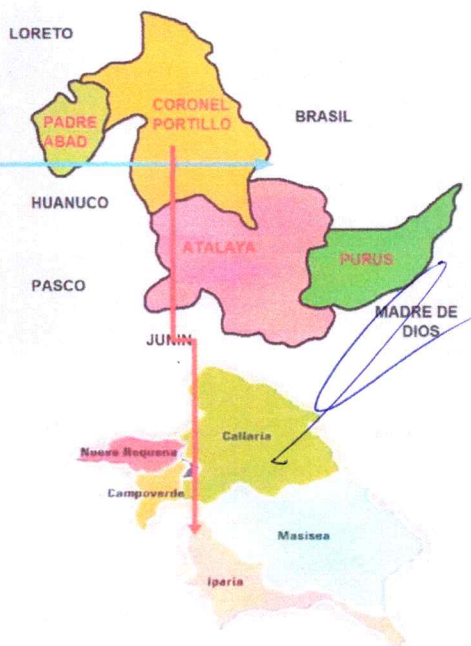 LORETO
CORONEL
PORTILLO
PADRE
ABAD
BRASIL
HUANUCO
ATALAYA
PURUS
PASCO
MADRE DE
DIOS
JUNIN
Callaria
Nuevo Requena
Campoverde
Masisea
Iparia